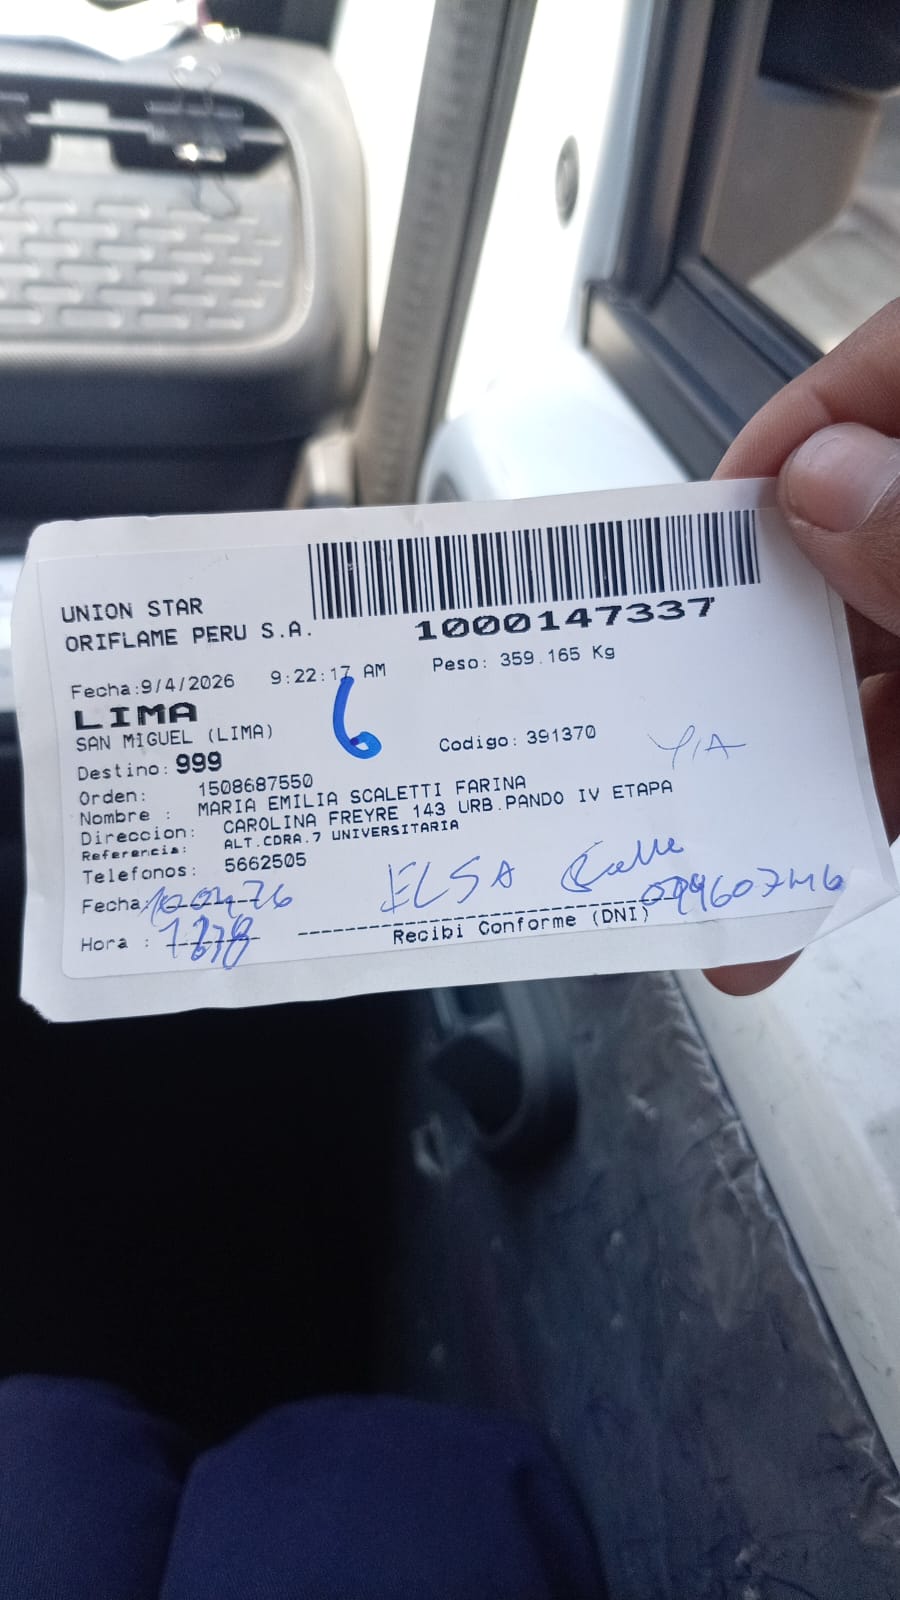 UNION STAR
ORIFLAME PERU S.A.
1000147337
Fecha:9/4/2026 9:22:17 AM Peso: 359.165 Kg
LIMA
SAN MIGUEL (LIMA)
6
Destino: 999 Codigo: 391370
Orden: 1508687550
Nombre : MARIA EMILIA SCALETTI FARINA
Direccion: CAROLINA FREYRE 143 URB.PANDO IV ETAPA
Referencia: ALT.CDRA.7 UNIVERSITARIA
Telefonos: 5662505
Fecha:
ELSA
Hora :
Recibi Conforme (DNI)